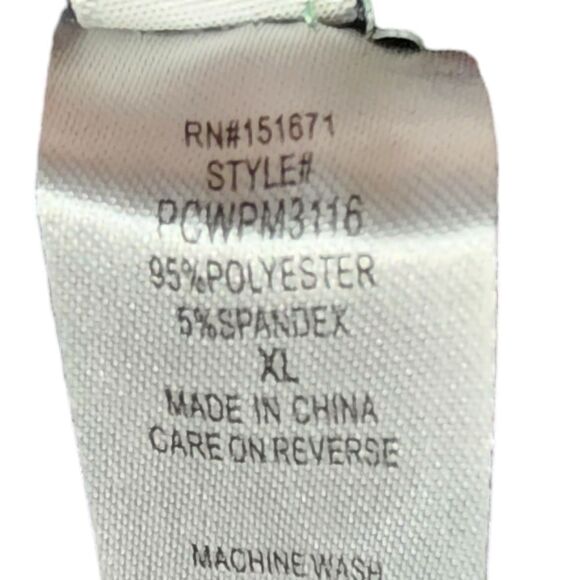 RN#151671
STYLE#
PCWPM3116
95%POLYESTER
5%SPANDEX
XL
MADE IN CHINA
CARE ON REVERSE
MACHINE WASH